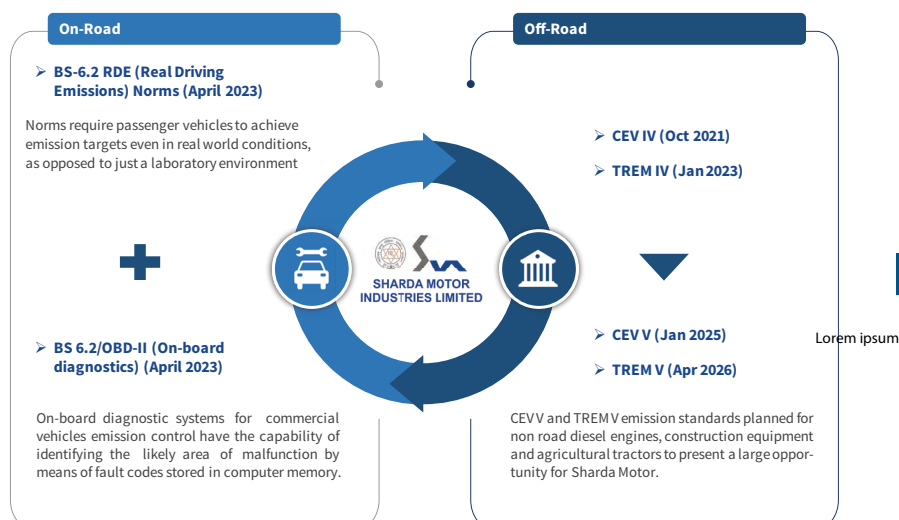 On-Road
BS-6.2 RDE (Real Driving
Emissions) Norms (April 2023)
Norms require passenger vehicles to achieve
emission targets even in real world conditions,
as opposed to just a laboratory environment
BS 6.2/OBD-II (On-board
diagnostics) (April 2023)
On-board diagnostic systems for commercial
vehicles emission control have the capability of
identifying the likely area of malfunction by
means of fault codes stored in computer memory.
SHARDA MOTOR
INDUSTRIES LIMITED
Off-Road
CEV IV (Oct 2021)
TREM IV (Jan 2023)
CEV V (Jan 2025)
TREM V (Apr 2026)
CEV V and TREM V emission standards planned for
non road diesel engines, construction equipment
and agricultural tractors to present a large oppor-
tunity for Sharda Motor.
Lorem ipsum